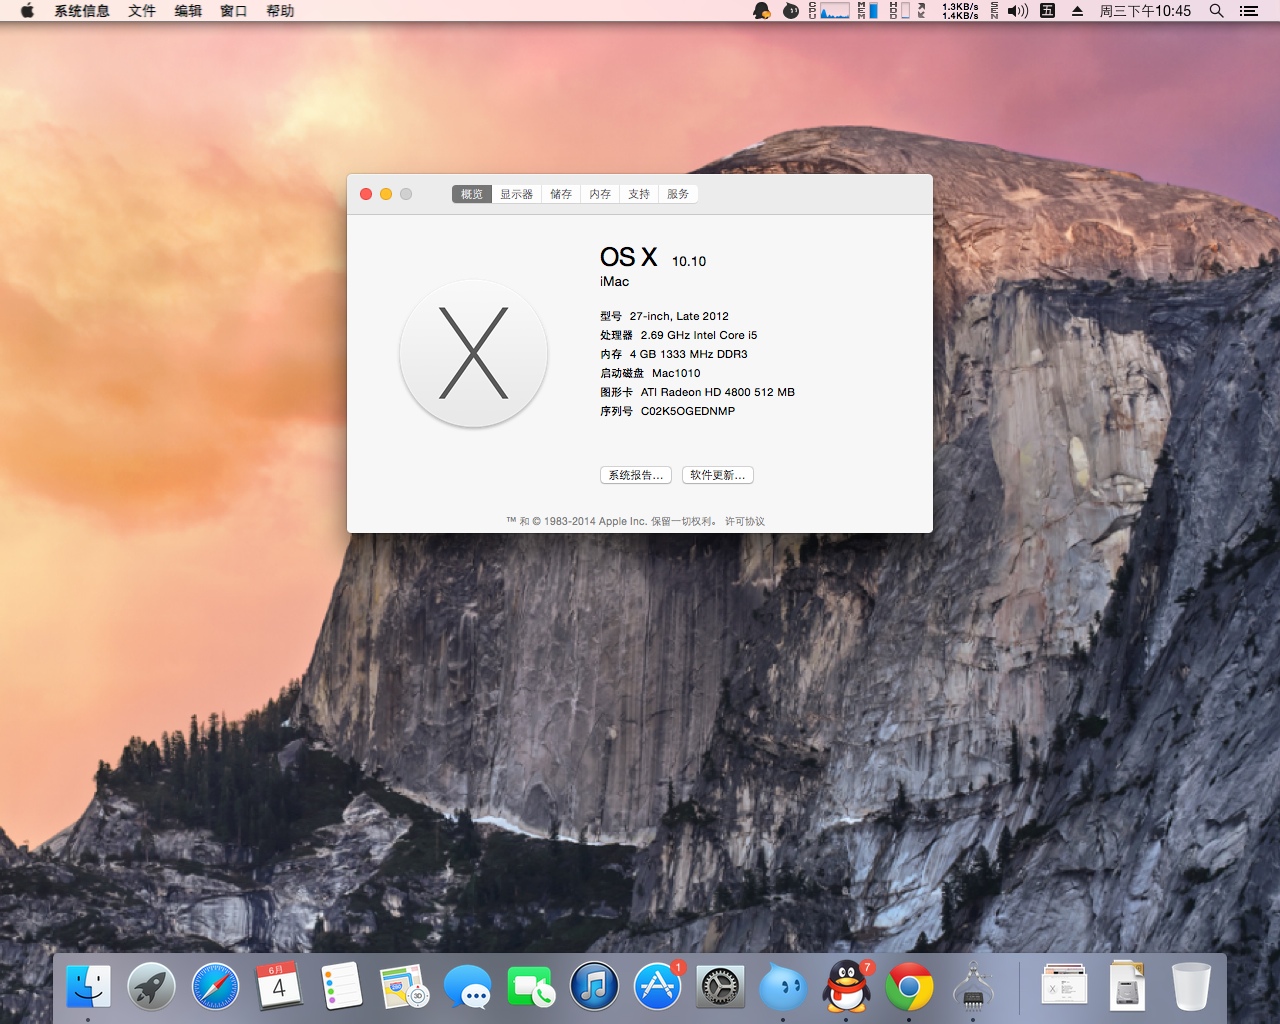 系统信息 文件 编辑 窗口 帮助 CPU MEM HDD 1.3KB/s 1.4KB/s SEN 五 周三下午10:45
概览 显示器 储存 内存 支持 服务
OS X 10.10
iMac
型号 27-inch, Late 2012
处理器 2.69 GHz Intel Core i5
内存 4 GB 1333 MHz DDR3
启动磁盘 Mac1010
图形卡 ATI Radeon HD 4800 512 MB
序列号 C02K5OGEDNMP
系统报告... 软件更新...
™ 和 © 1983-2014 Apple Inc. 保留一切权利。 许可协议
6月 1 7
4 3D